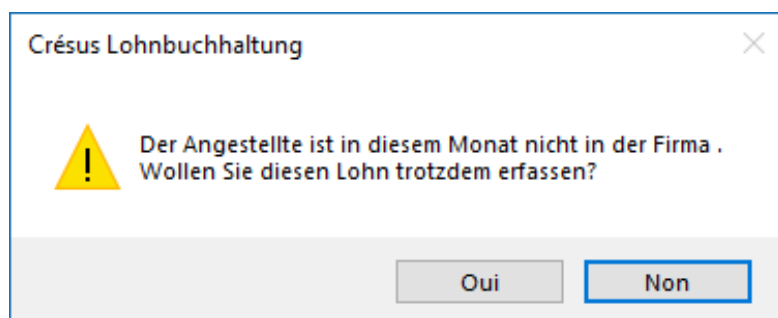 Crésus Lohnbuchhaltung
Der Angestellte ist in diesem Monat nicht in der Firma .
Wollen Sie diesen Lohn trotzdem erfassen?
Oui
Non